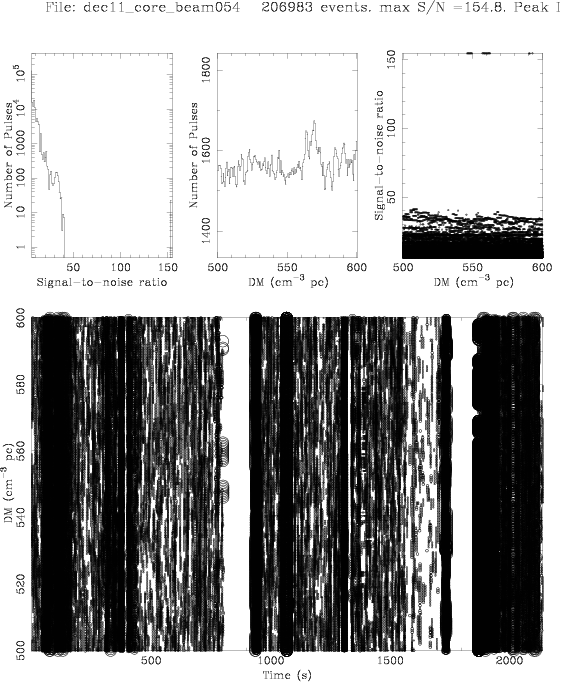 File: dec11_core_beam054 206983 events. max S/N =154.8. Peak I
Number of Pulses
10⁵
10⁴
1000
100
10
1
50 100 150
Signal-to-noise ratio
Number of Pulses
1800
1600
1400
500 550 600
DM (cm⁻³ pc)
Signal-to-noise ratio
150
100
50
500 550 600
DM (cm⁻³ pc)
DM (cm⁻³ pc)
600
580
560
540
520
500
500 1000 1500 2000
Time (s)